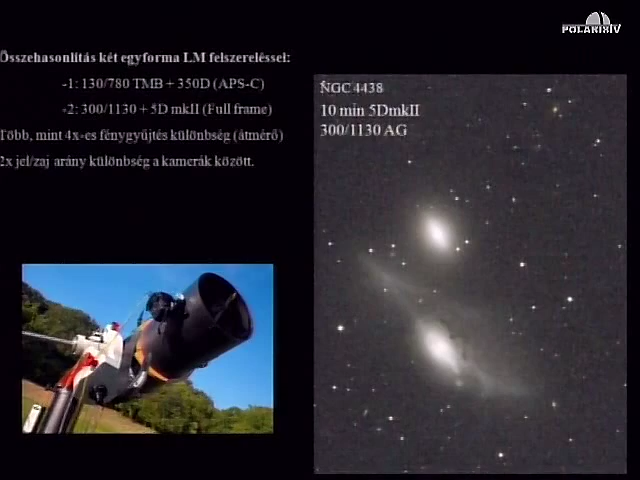 Összehasonlítás két egyforma LM felszereléssel:
-1: 130/780 TMB + 350D (APS-C)
-2: 300/1130 + 5D mkII (Full frame)
Több, mint 4x-es fénygyűjtés különbség (átmérő)
2x jel/zaj arány különbség a kamerák között.
POLARIXIV
NGC 4438
10 min 5DmkII
300/1130 AG